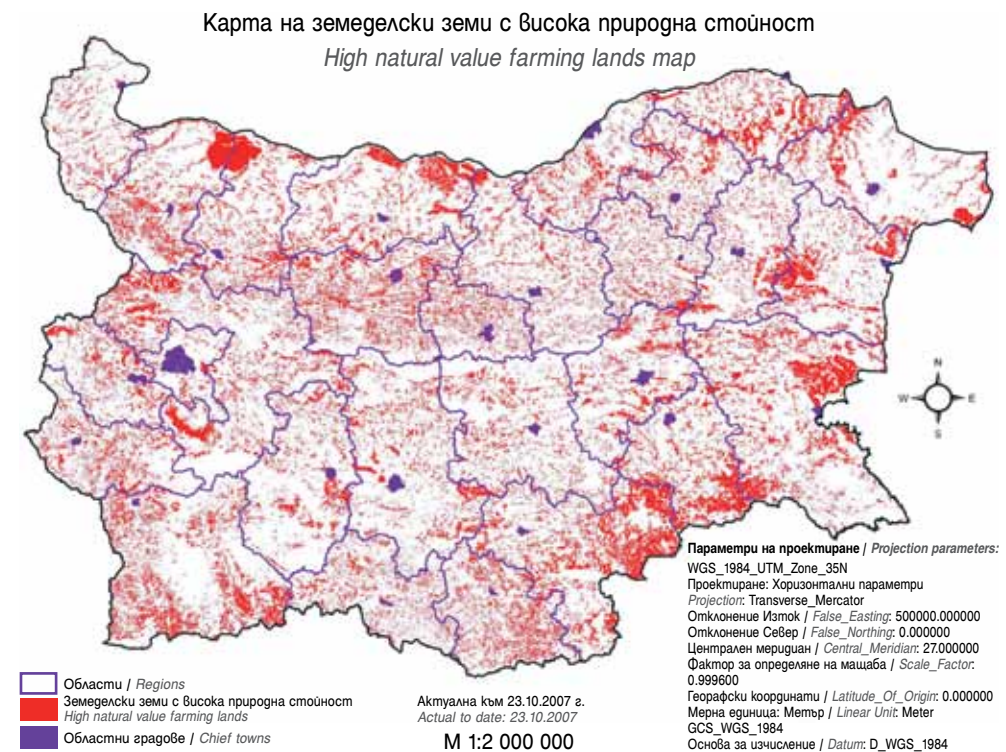 Карта на земеделски земи с висока природна стойност
High natural value farming lands map
N
W E
S
Параметри на проектиране / Projection parameters:
WGS_1984_UTM_Zone_35N
Проектиране: Хоризонтални параметри
Projection: Transverse_Mercator
Отклонение Изток / False_Easting: 500000.000000
Отклонение Север / False_Northing: 0.000000
Централен меридиан / Central_Meridian: 27.000000
Фактор за определяне на мащаба / Scale_Factor:
0.999600
Георафски координати / Latitude_Of_Origin: 0.000000
Мерна единица: Метър / Linear Unit: Meter
GCS_WGS_1984
Основа за изчисление / Datum: D_WGS_1984
Области / Regions
Земеделски земи с висока природна стойност
High natural value farming lands
Областни градове / Chief towns
Актуална към 23.10.2007 г.
Actual to date: 23.10.2007
М 1:2 000 000